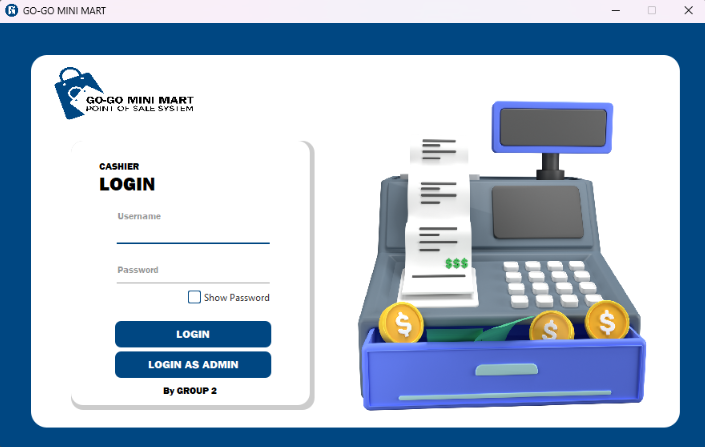 GO-GO MINI MART
GO-GO MINI MART
POINT OF SALE SYSTEM
CASHIER
LOGIN
Username
Password
Show Password
LOGIN
LOGIN AS ADMIN
By GROUP 2
$$$
$
$
$